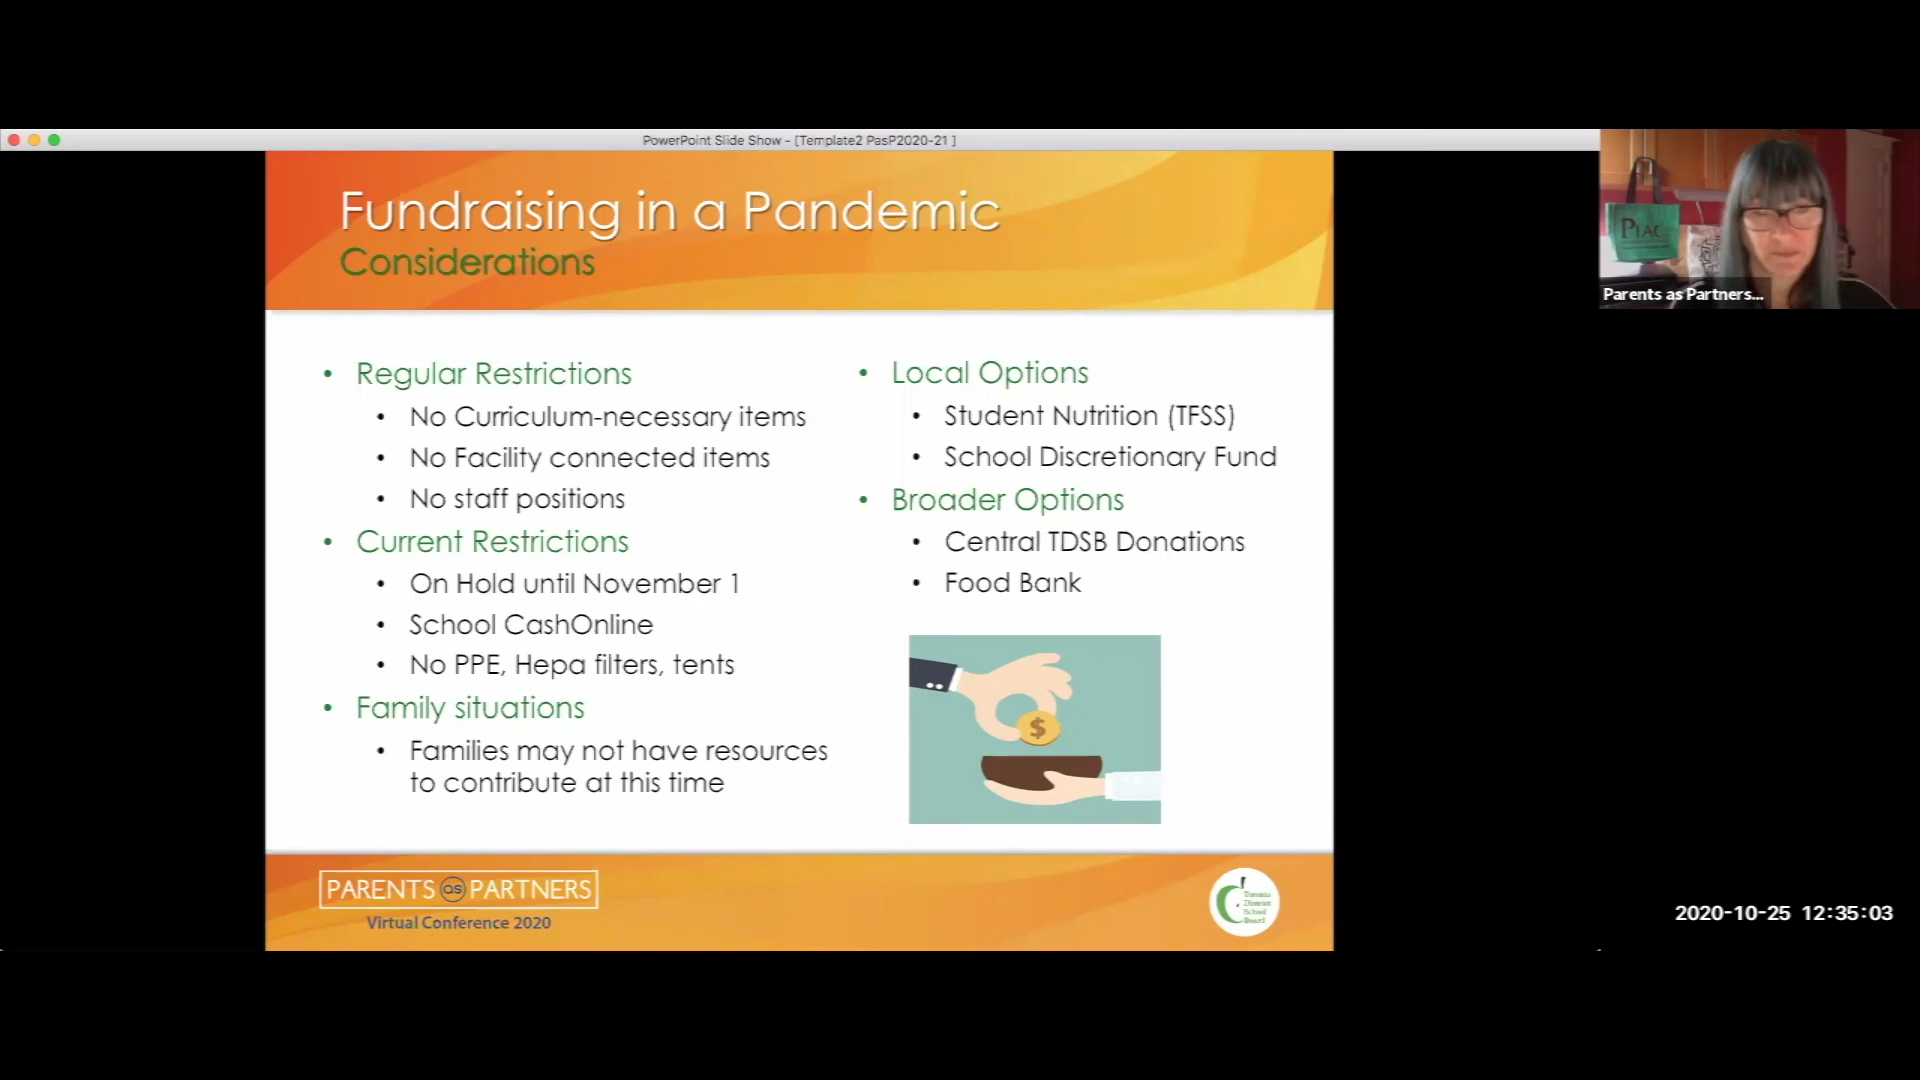 PowerPoint Slide Show - [Template2 PasP2020-21 ]
Fundraising in a Pandemic
Considerations
• Regular Restrictions
• No Curriculum-necessary items
• No Facility connected items
• No staff positions
• Current Restrictions
• On Hold until November 1
• School CashOnline
• No PPE, Hepa filters, tents
• Family situations
• Families may not have resources
to contribute at this time
• Local Options
• Student Nutrition (TFSS)
• School Discretionary Fund
• Broader Options
• Central TDSB Donations
• Food Bank
$
PARENTS as PARTNERS
Virtual Conference 2020
Toronto
District
School
Board
PIAC
Parents as Partners...
2020-10-25 12:35:03